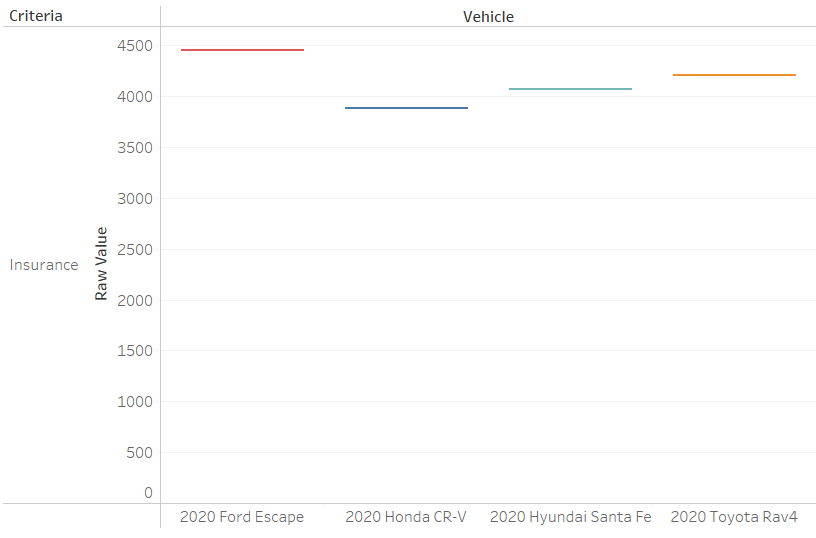 Criteria
Vehicle
4500
4000
3500
3000
2500
2000
1500
1000
500
0
Raw Value
Insurance
2020 Ford Escape
2020 Honda CR-V
2020 Hyundai Santa Fe
2020 Toyota Rav4